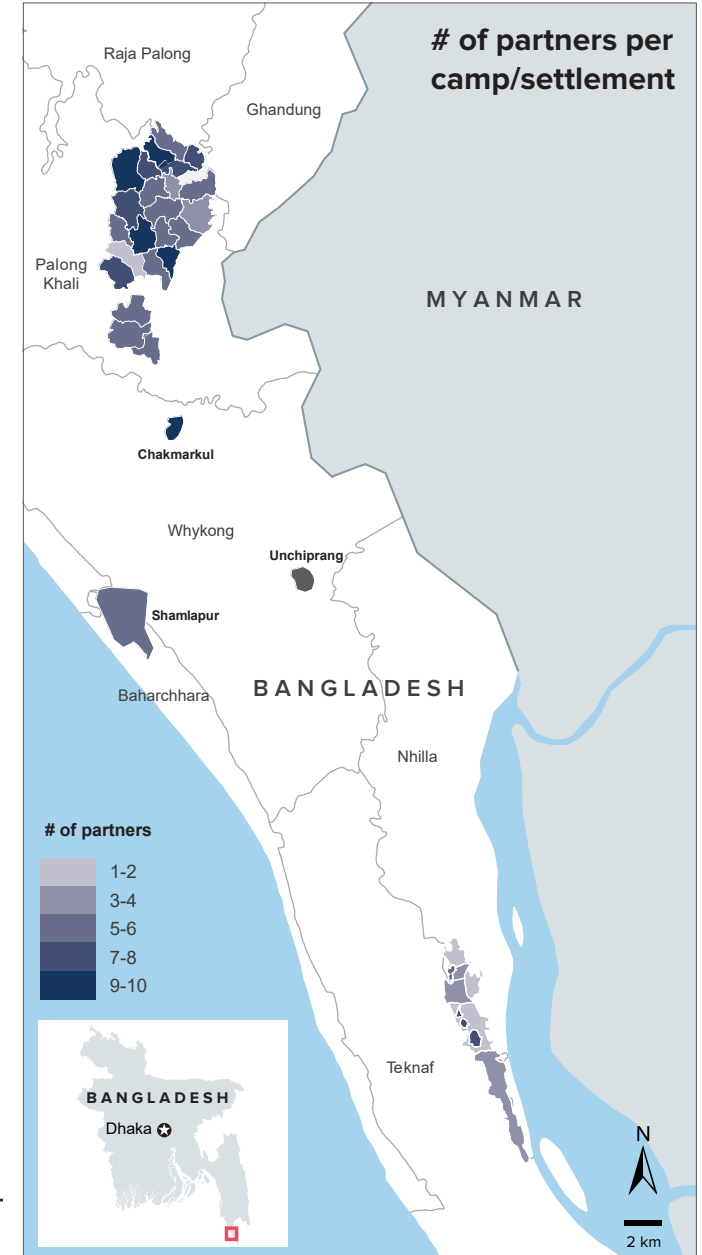 # of partners per
camp/settlement
Raja Palong
Ghandung
Palong
Khali
MYANMAR
Chakmarkul
Whykong
Unchiprang
Shamlapur
BANGLADESH
Baharchhara
Nhilla
# of partners
1-2
3-4
5-6
7-8
9-10
BANGLADESH
Dhaka
Teknaf
N
2 km